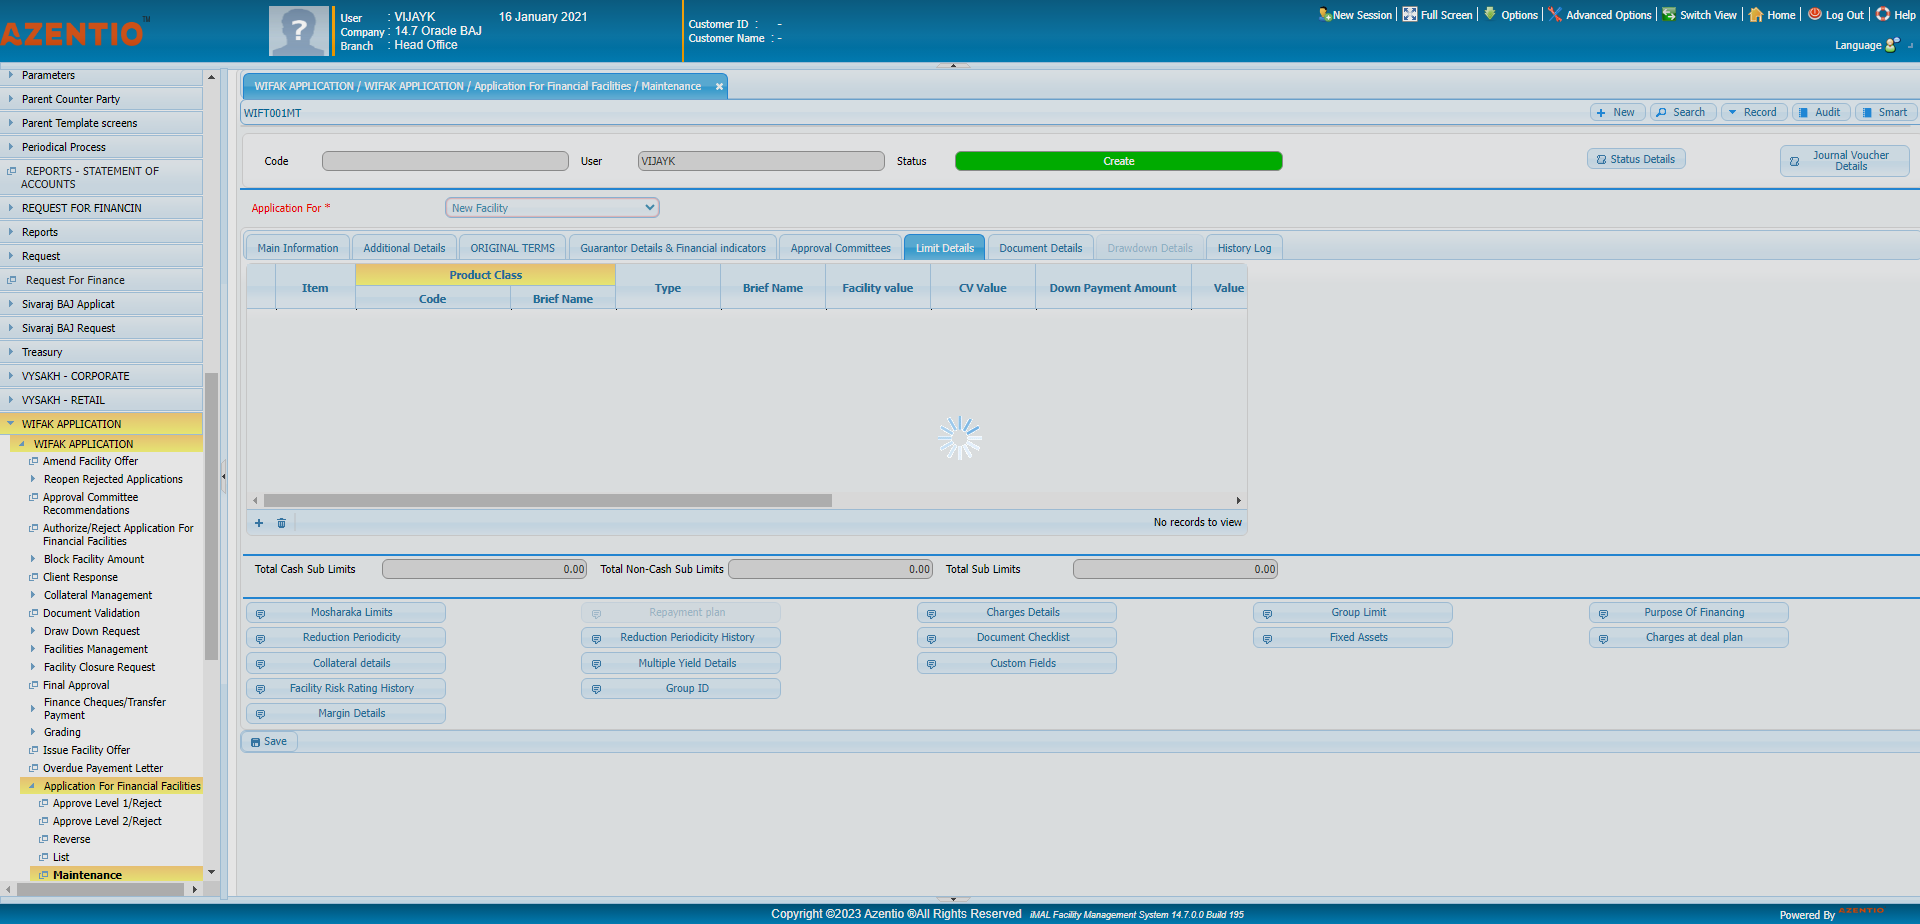 AZENTIO™
User : VIJAYK 16 January 2021
Company : 14.7 Oracle BAJ
Branch : Head Office
Customer ID : -
Customer Name : -
New Session Full Screen Options Advanced Options Switch View Home Log Out Help
Language
Parameters
Parent Counter Party
Parent Template screens
Periodical Process
REPORTS - STATEMENT OF
ACCOUNTS
REQUEST FOR FINANCIN
Reports
Request
Request For Finance
Sivaraj BAJ Applicat
Sivaraj BAJ Request
Treasury
VYSAKH - CORPORATE
VYSAKH - RETAIL
WIFAK APPLICATION
WIFAK APPLICATION
Amend Facility Offer
Reopen Rejected Applications
Approval Committee
Recommendations
Authorize/Reject Application For
Financial Facilities
Block Facility Amount
Client Response
Collateral Management
Document Validation
Draw Down Request
Facilities Management
Facility Closure Request
Final Approval
Finance Cheques/Transfer
Payment
Grading
Issue Facility Offer
Overdue Payement Letter
Application For Financial Facilities
Approve Level 1/Reject
Approve Level 2/Reject
Reverse
List
Maintenance
WIFAK APPLICATION / WIFAK APPLICATION / Application For Financial Facilities / Maintenance
WIFT001MT
New Search Record Audit Smart
Code User VIJAYK Status Create Status Details
Journal Voucher
Details
Application For * New Facility
Main Information Additional Details ORIGINAL TERMS Guarantor Details & Financial indicators Approval Committees Limit Details Document Details Drawdown Details History Log
Product Class
Item Type Brief Name Facility value CV Value Down Payment Amount Value
Code Brief Name
No records to view
Total Cash Sub Limits 0.00 Total Non-Cash Sub Limits 0.00 Total Sub Limits 0.00
Mosharaka Limits Repayment plan Charges Details Group Limit Purpose Of Financing
Reduction Periodicity Reduction Periodicity History Document Checklist Fixed Assets Charges at deal plan
Collateral details Multiple Yield Details Custom Fields
Facility Risk Rating History Group ID
Margin Details
Save
Copyright ©2023 Azentio ®All Rights Reserved iMAL Facility Management System 14.7.0.0 Build 195
Powered By AZENTIO